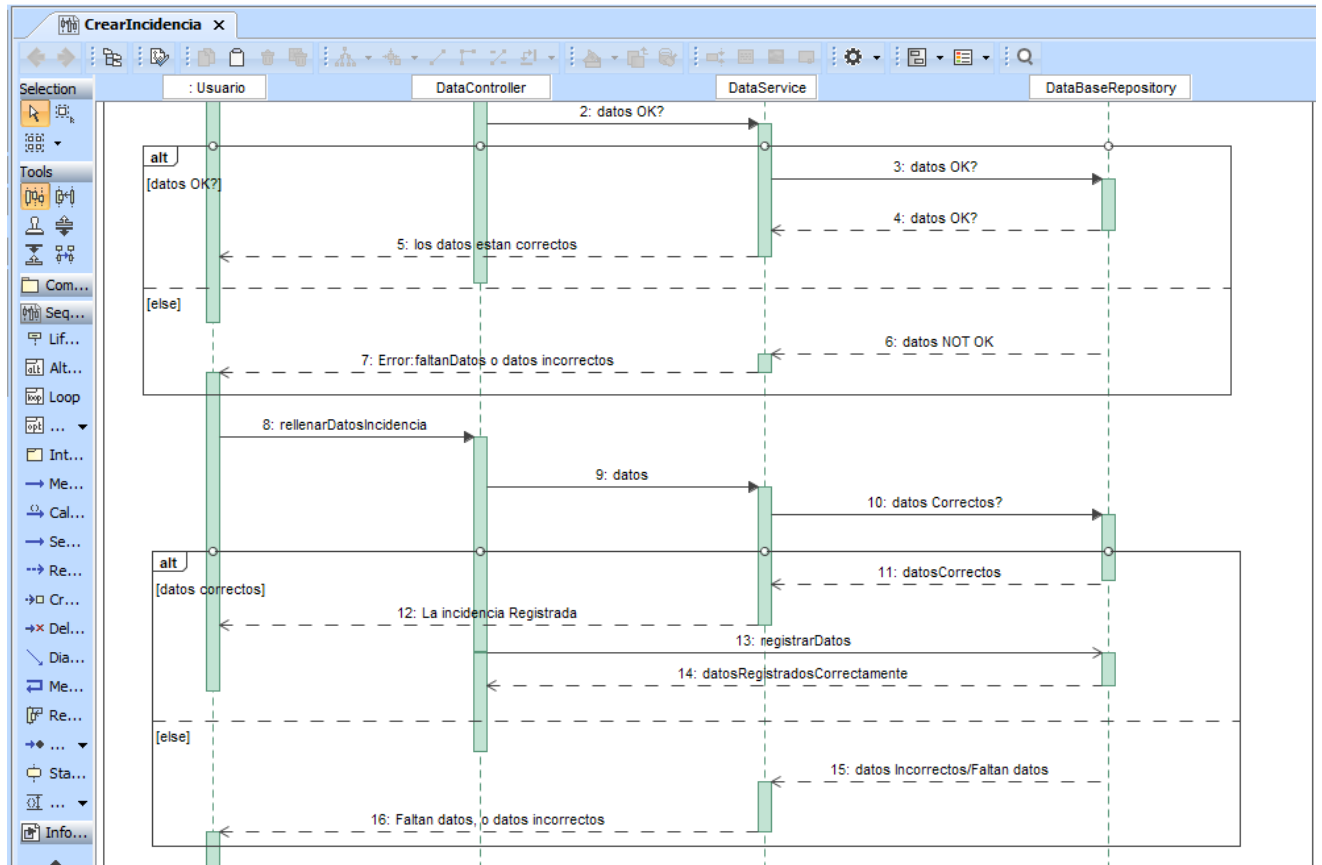 CrearIncidencia X
Selection
: Usuario
DataController
DataService
DataBaseRepository
2: datos OK?
alt
[datos OK?]
3: datos OK?
4: datos OK?
5: los datos estan correctos
[else]
6: datos NOT OK
7: Error:faltanDatos o datos incorrectos
8: rellenarDatosIncidencia
9: datos
10: datos Correctos?
alt
[datos correctos]
11: datosCorrectos
12: La incidencia Registrada
13: registrarDatos
14: datosRegistradosCorrectamente
[else]
15: datos Incorrectos/Faltan datos
16: Faltan datos, o datos incorrectos
Tools
Com...
Seq...
Lif...
alt Alt...
loop Loop
opt ...
Int...
Me...
Cal...
Se...
Re...
Cr...
Del...
Dia...
Me...
Re...
...
Sta...
...
Info...